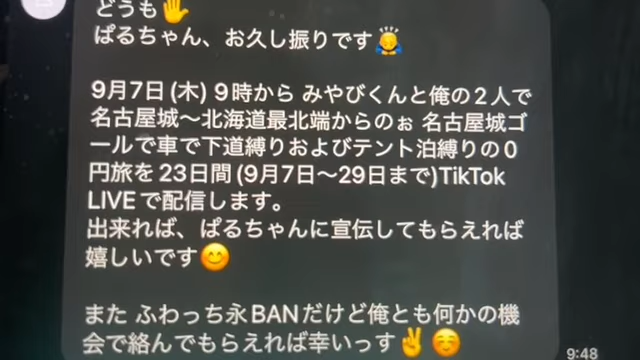 どうも✋
ぱるちゃん、お久し振りです🙇
9月7日(木) 9時から みやびくんと俺の2人で
名古屋城〜北海道最北端からのぉ 名古屋城ゴ
ールで車で下道縛りおよびテント泊縛りの0
円旅を23日間(9月7日〜29日まで)TikTok
LIVEで配信します。
出来れば、ぱるちゃんに宣伝してもらえれば
嬉しいです😊
また ふわっち永BANだけど俺とも何かの機
会で絡んでもらえれば幸いっす✌️☺️
9:48